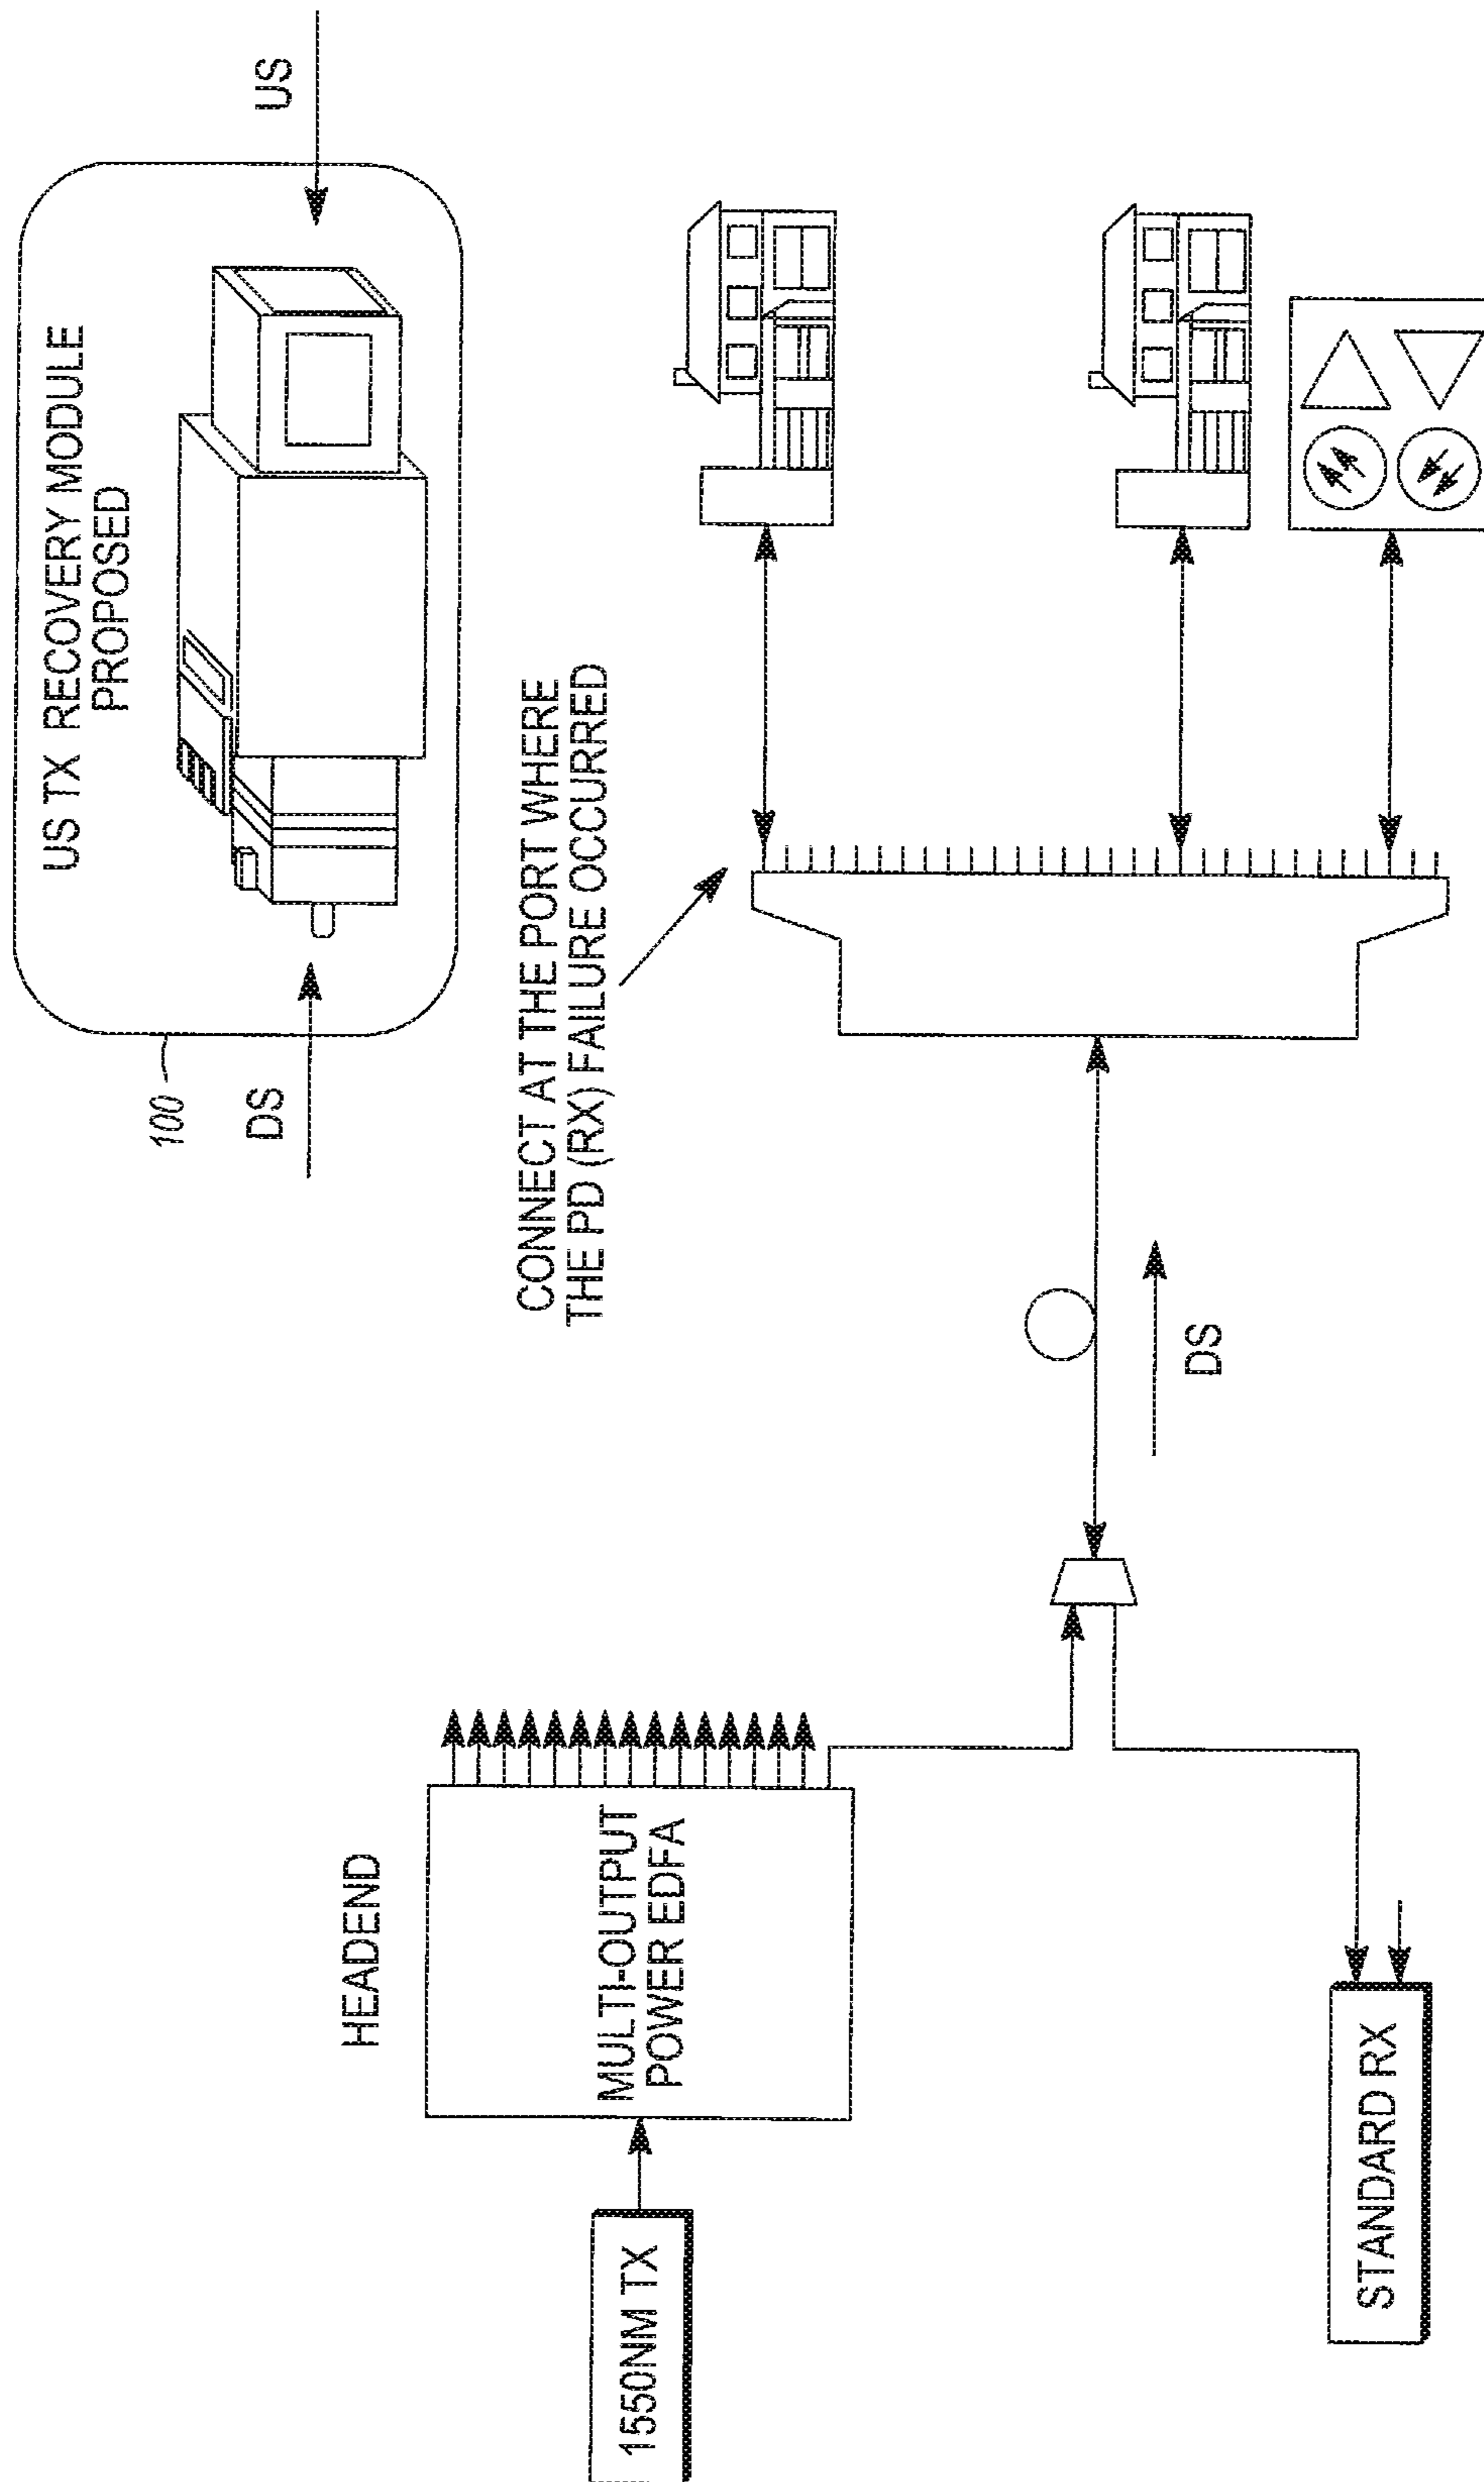 US TX RECOVERY MODULE
PROPOSED
US
100
DS
CONNECT AT THE PORT WHERE
THE PD (RX) FAILURE OCCURRED
HEADEND
MULTI-OUTPUT
POWER EDFA
1550NM TX
DS
STANDARD RX